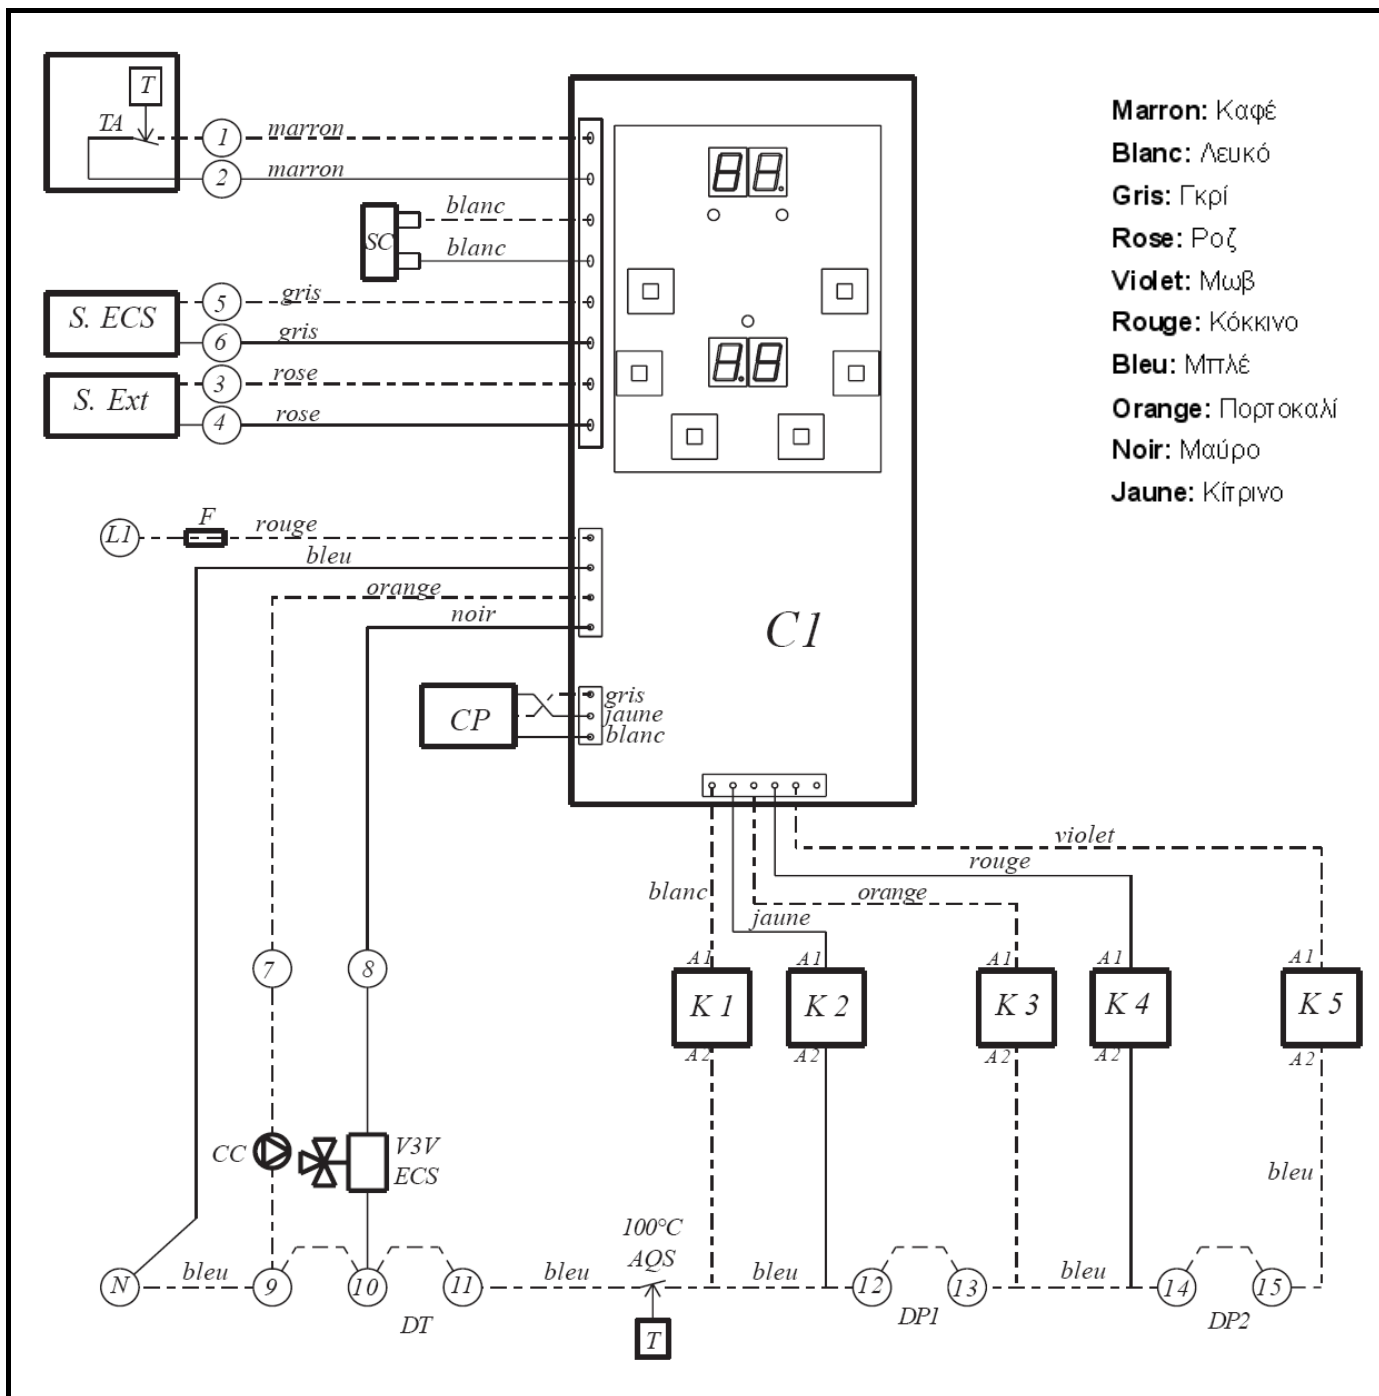 T
TA
1 marron
2 marron
blanc
SC
blanc
S. ECS
5 gris
6 gris
S. Ext
3 rose
4 rose
Marron: Καφέ
Blanc: Λευκό
Gris: Γκρί
Rose: Ροζ
Violet: Μωβ
Rouge: Κόκκινο
Bleu: Μπλέ
Orange: Πορτοκαλί
Noir: Μαύρο
Jaune: Κίτρινο
L1 F rouge
bleu
orange
noir
C1
CP
gris
jaune
blanc
violet
rouge
blanc
orange
jaune
7 8
A1 A1 A1 A1 A1
K 1 K 2 K 3 K 4 K 5
A2 A2 A2 A2 A2
CC
V3V
ECS
bleu
100°C
AQS
N bleu 9 10 11 bleu bleu 12 13 bleu 14 15
DT
DP1
DP2
T